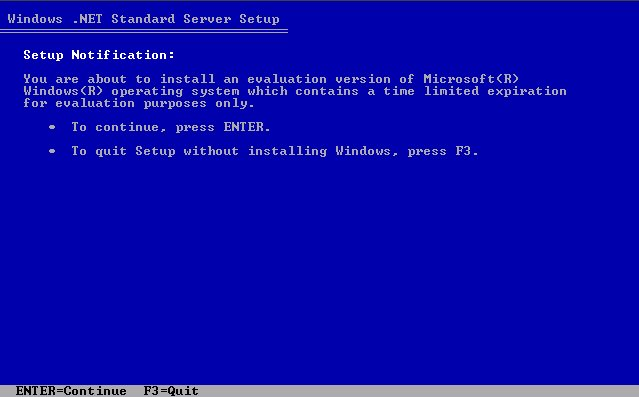 Windows .NET Standard Server Setup
Setup Notification:
You are about to install an evaluation version of Microsoft(R)
Windows(R) operating system which contains a time limited expiration
for evaluation purposes only.
• To continue, press ENTER.
• To quit Setup without installing Windows, press F3.
ENTER=Continue F3=Quit